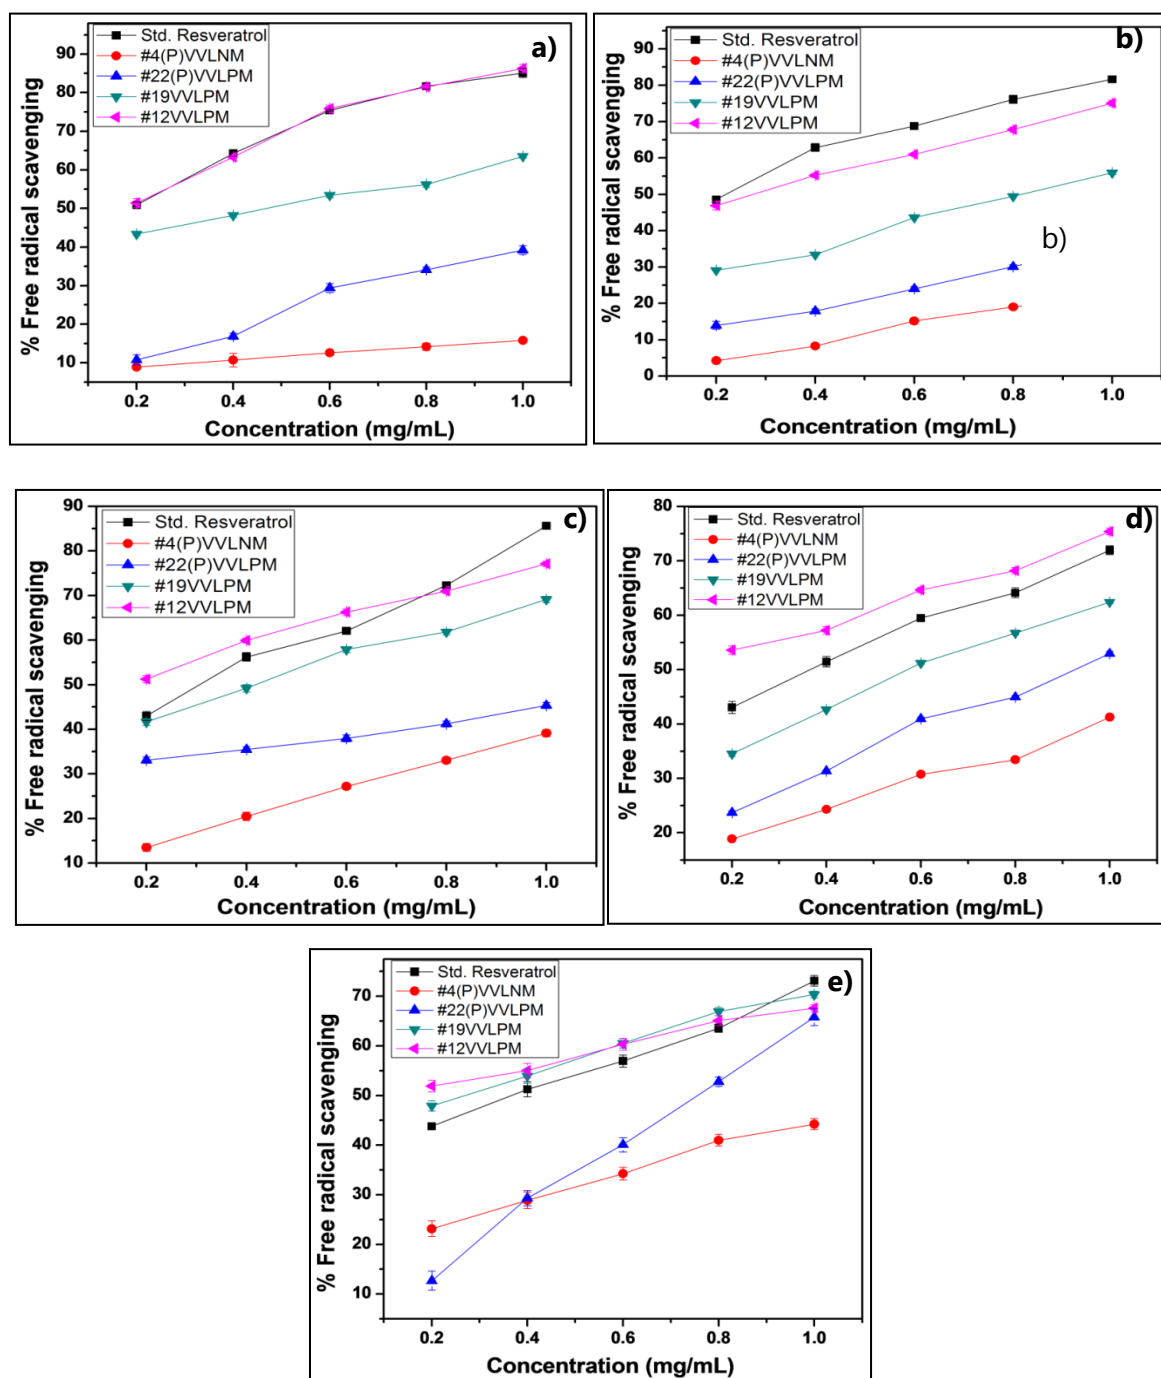 a)
Std. Resveratrol
#4(P)VVLNM
#22(P)VVLPM
#19VVLPM
#12VVLPM
% Free radical scavenging
90
80
70
60
50
40
30
20
10
0.2 0.4 0.6 0.8 1.0
Concentration (mg/mL)
b)
Std. Resveratrol
#4(P)VVLNM
#22(P)VVLPM
#19VVLPM
#12VVLPM
% Free radical scavenging
90
80
70
60
50
40
30
20
10
0
b)
0.2 0.4 0.6 0.8 1.0
Concentration (mg/mL)
c)
Std. Resveratrol
#4(P)VVLNM
#22(P)VVLPM
#19VVLPM
#12VVLPM
% Free radical scavenging
90
80
70
60
50
40
30
20
10
0.2 0.4 0.6 0.8 1.0
Concentration (mg/mL)
d)
Std. Resveratrol
#4(P)VVLNM
#22(P)VVLPM
#19VVLPM
#12VVLPM
% Free radical scavenging
80
70
60
50
40
30
20
0.2 0.4 0.6 0.8 1.0
Concentration (mg/mL)
e)
Std. Resveratrol
#4(P)VVLNM
#22(P)VVLPM
#19VVLPM
#12VVLPM
% Free radical scavenging
70
60
50
40
30
20
10
0.2 0.4 0.6 0.8 1.0
Concentration (mg/mL)